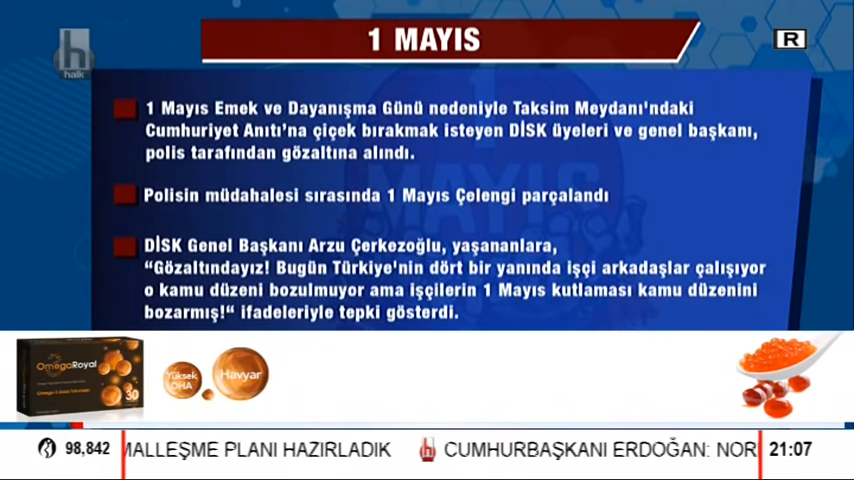 1 MAYIS
h
halk
R
1 Mayıs Emek ve Dayanışma Günü nedeniyle Taksim Meydanı'ndaki
Cumhuriyet Anıtı'na çiçek bırakmak isteyen DİSK üyeleri ve genel başkanı,
polis tarafından gözaltına alındı.
Polisin müdahalesi sırasında 1 Mayıs Çelengi parçalandı
DİSK Genel Başkanı Arzu Çerkezoğlu, yaşananlara,
“Gözaltındayız! Bugün Türkiye'nin dört bir yanında işçi arkadaşlar çalışıyor
o kamu düzeni bozulmuyor ama işçilerin 1 Mayıs kutlaması kamu düzenini
bozarmış!“ ifadeleriyle tepki gösterdi.
OmegaRoyal
30
Yüksek
DHA
Havyar
98,842 MALLEŞME PLANI HAZIRLADIK h CUMHURBAŞKANI ERDOĞAN: NOR 21:07